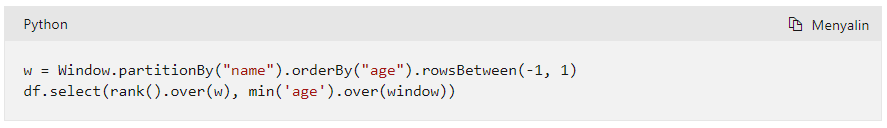 Python
Menyalin
w = Window.partitionBy("name").orderBy("age").rowsBetween(-1, 1)
df.select(rank().over(w), min('age').over(window))